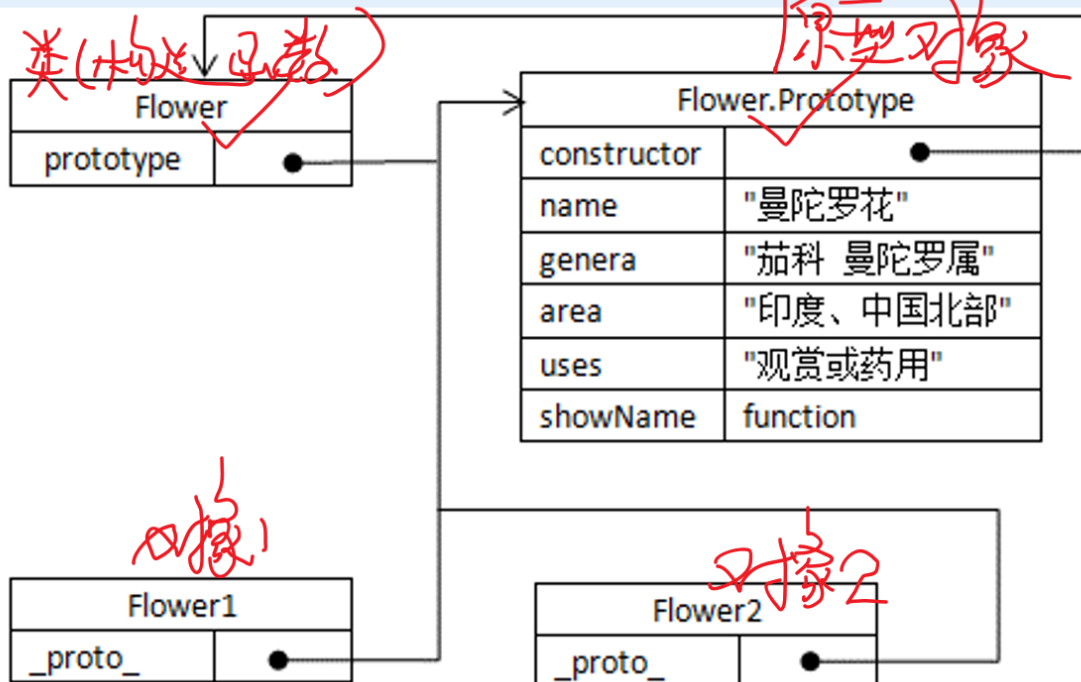 类(构造函数)
原型对象
Flower
prototype
Flower.Prototype
constructor
name "曼陀罗花"
genera "茄科 曼陀罗属"
area "印度、中国北部"
uses "观赏或药用"
showName function
对像1
对像2
Flower1
_proto_
Flower2
_proto_